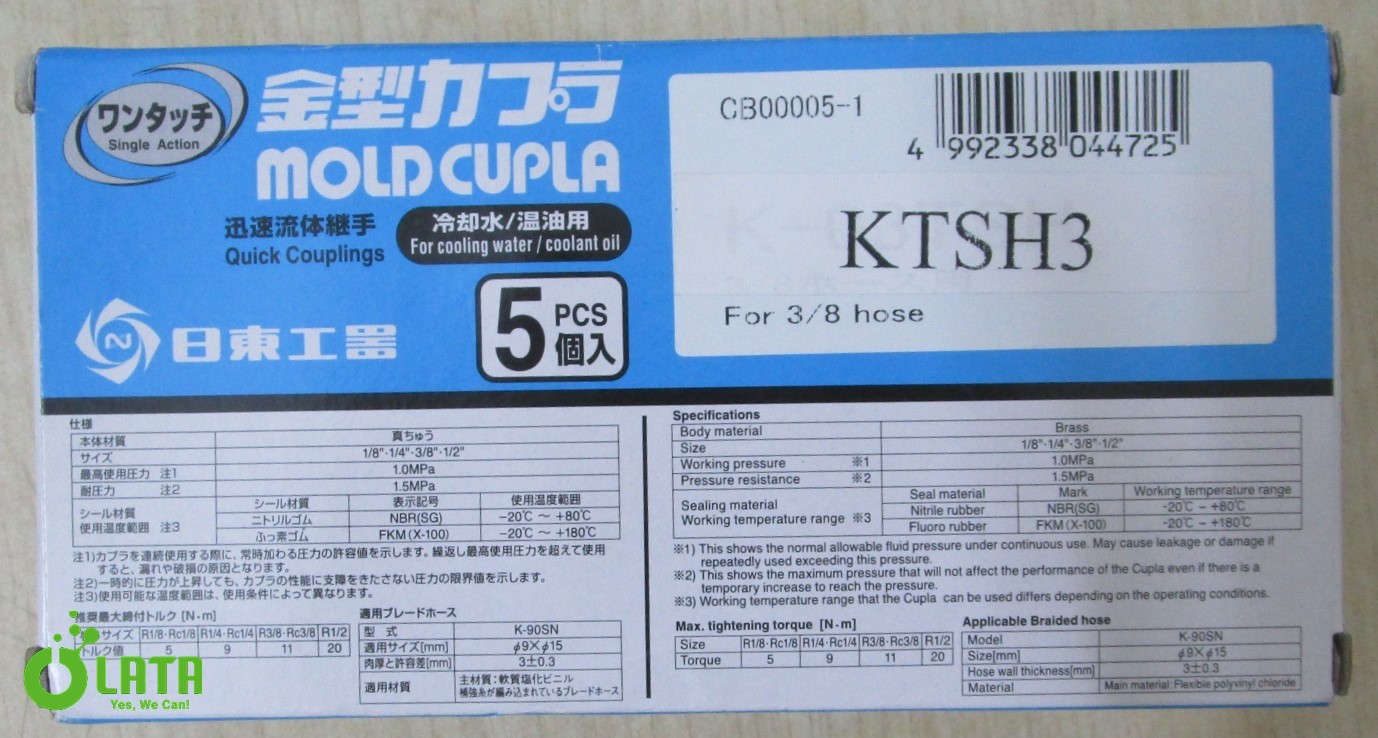 ワンタッチ
Single Action
金型カプラ
MOLD CUPLA
迅速流体継手
Quick Couplings
冷却水/温油用
For cooling water / coolant oil
日東工器
5 PCS
個入
CB00005-1
4 992338 044725
KTSH3
For 3/8 hose
仕様
本体材質 真ちゅう
サイズ 1/8"･1/4"･3/8"･1/2"
最高使用圧力 注1 1.0MPa
耐圧力 注2 1.5MPa
シール材質
使用温度範囲 注3
シール材質 表示記号 使用温度範囲
ニトリルゴム NBR(SG) -20℃ ～ +80℃
ふっ素ゴム FKM (X-100) -20℃ ～ +180℃
注1)カプラを連続使用する際に、常時加わる圧力の許容値を示します。繰返し最高使用圧力を超えて使用
すると、漏れや破損の原因となります。
注2)一時的に圧力が上昇しても、カプラの性能に支障をきたさない圧力の限界値を示します。
注3)使用可能な温度範囲は、使用条件によって異なります。
推奨最大締付トルク [N･m]
サイズ R1/8･Rc1/8 R1/4･Rc1/4 R3/8･Rc3/8 R1/2
トルク値 5 9 11 20
適用ブレードホース
型 式 K-90SN
適用サイズ[mm] φ9×φ15
肉厚と許容差[mm] 3±0.3
適用材質 主材質：軟質塩化ビニル
補強糸が編み込まれているブレードホース
Specifications
Body material Brass
Size 1/8"･1/4"･3/8"･1/2"
Working pressure ※1 1.0MPa
Pressure resistance ※2 1.5MPa
Sealing material
Working temperature range ※3
Seal material Mark Working temperature range
Nitrile rubber NBR(SG) -20℃ ~ +80℃
Fluoro rubber FKM (X-100) -20℃ ~ +180℃
※1) This shows the normal allowable fluid pressure under continuous use. May cause leakage or damage if
repeatedly used exceeding this pressure.
※2) This shows the maximum pressure that will not affect the performance of the Cupla even if there is a
temporary increase to reach the pressure.
※3) Working temperature range that the Cupla can be used differs depending on the operating conditions.
Max. tightening torque [N･m]
Size R1/8･Rc1/8 R1/4･Rc1/4 R3/8･Rc3/8 R1/2
Torque 5 9 11 20
Applicable Braided hose
Model K-90SN
Size[mm] φ9×φ15
Hose wall thickness[mm] 3±0.3
Material Main material: Flexible polyvinyl chloride
OLATA
Yes, We Can!